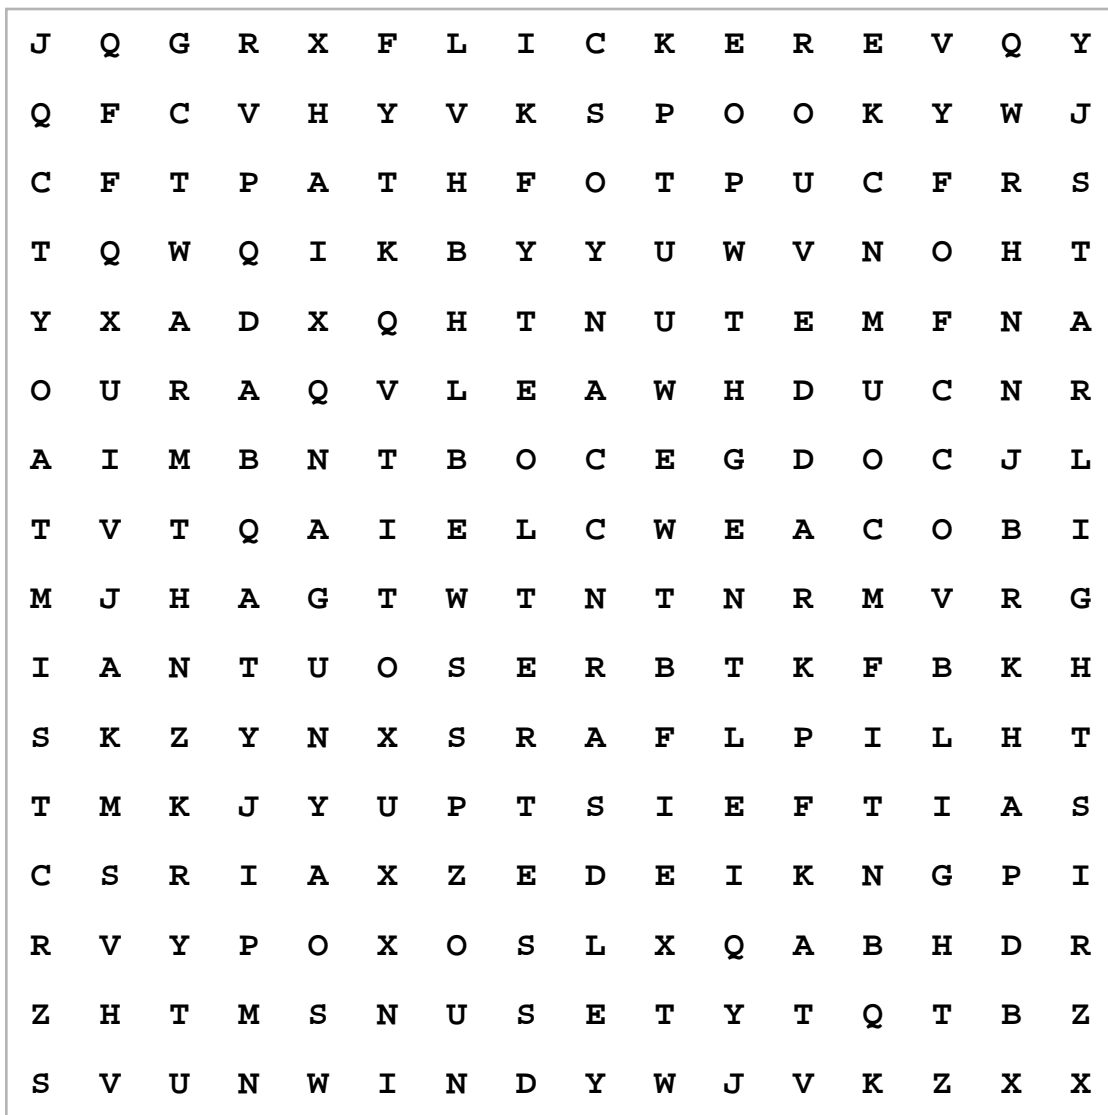 J Q G R X F L I C K E R E V Q Y
Q F C V H Y V K S P O O K Y W J
C F T P A T H F O T P U C F R S
T Q W Q I K B Y Y U W V N O H T
Y X A D X Q H T N U T E M F N A
O U R A Q V L E A W H D U C N R
A I M B N T B O C E G D O C J L
T V T Q A I E L C W E A C O B I
M J H A G T W T N T N R M V R G
I A N T U O S E R B T K F B K H
S K Z Y N X S R A F L P I L H T
T M K J Y U P T S I E F T I A S
C S R I A X Z E D E I K N G P I
R V Y P O X O S L X Q A B H D R
Z H T M S N U S E T Y T Q T B Z
S V U N W I N D Y W J V K Z X X